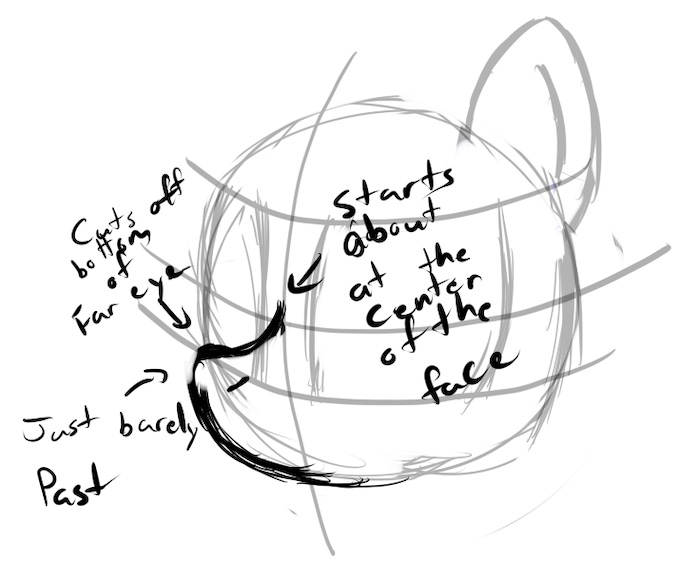 Cuts off
bottom
of
Far eye
Starts
about
at the
center
of the
face
Just barely
Past